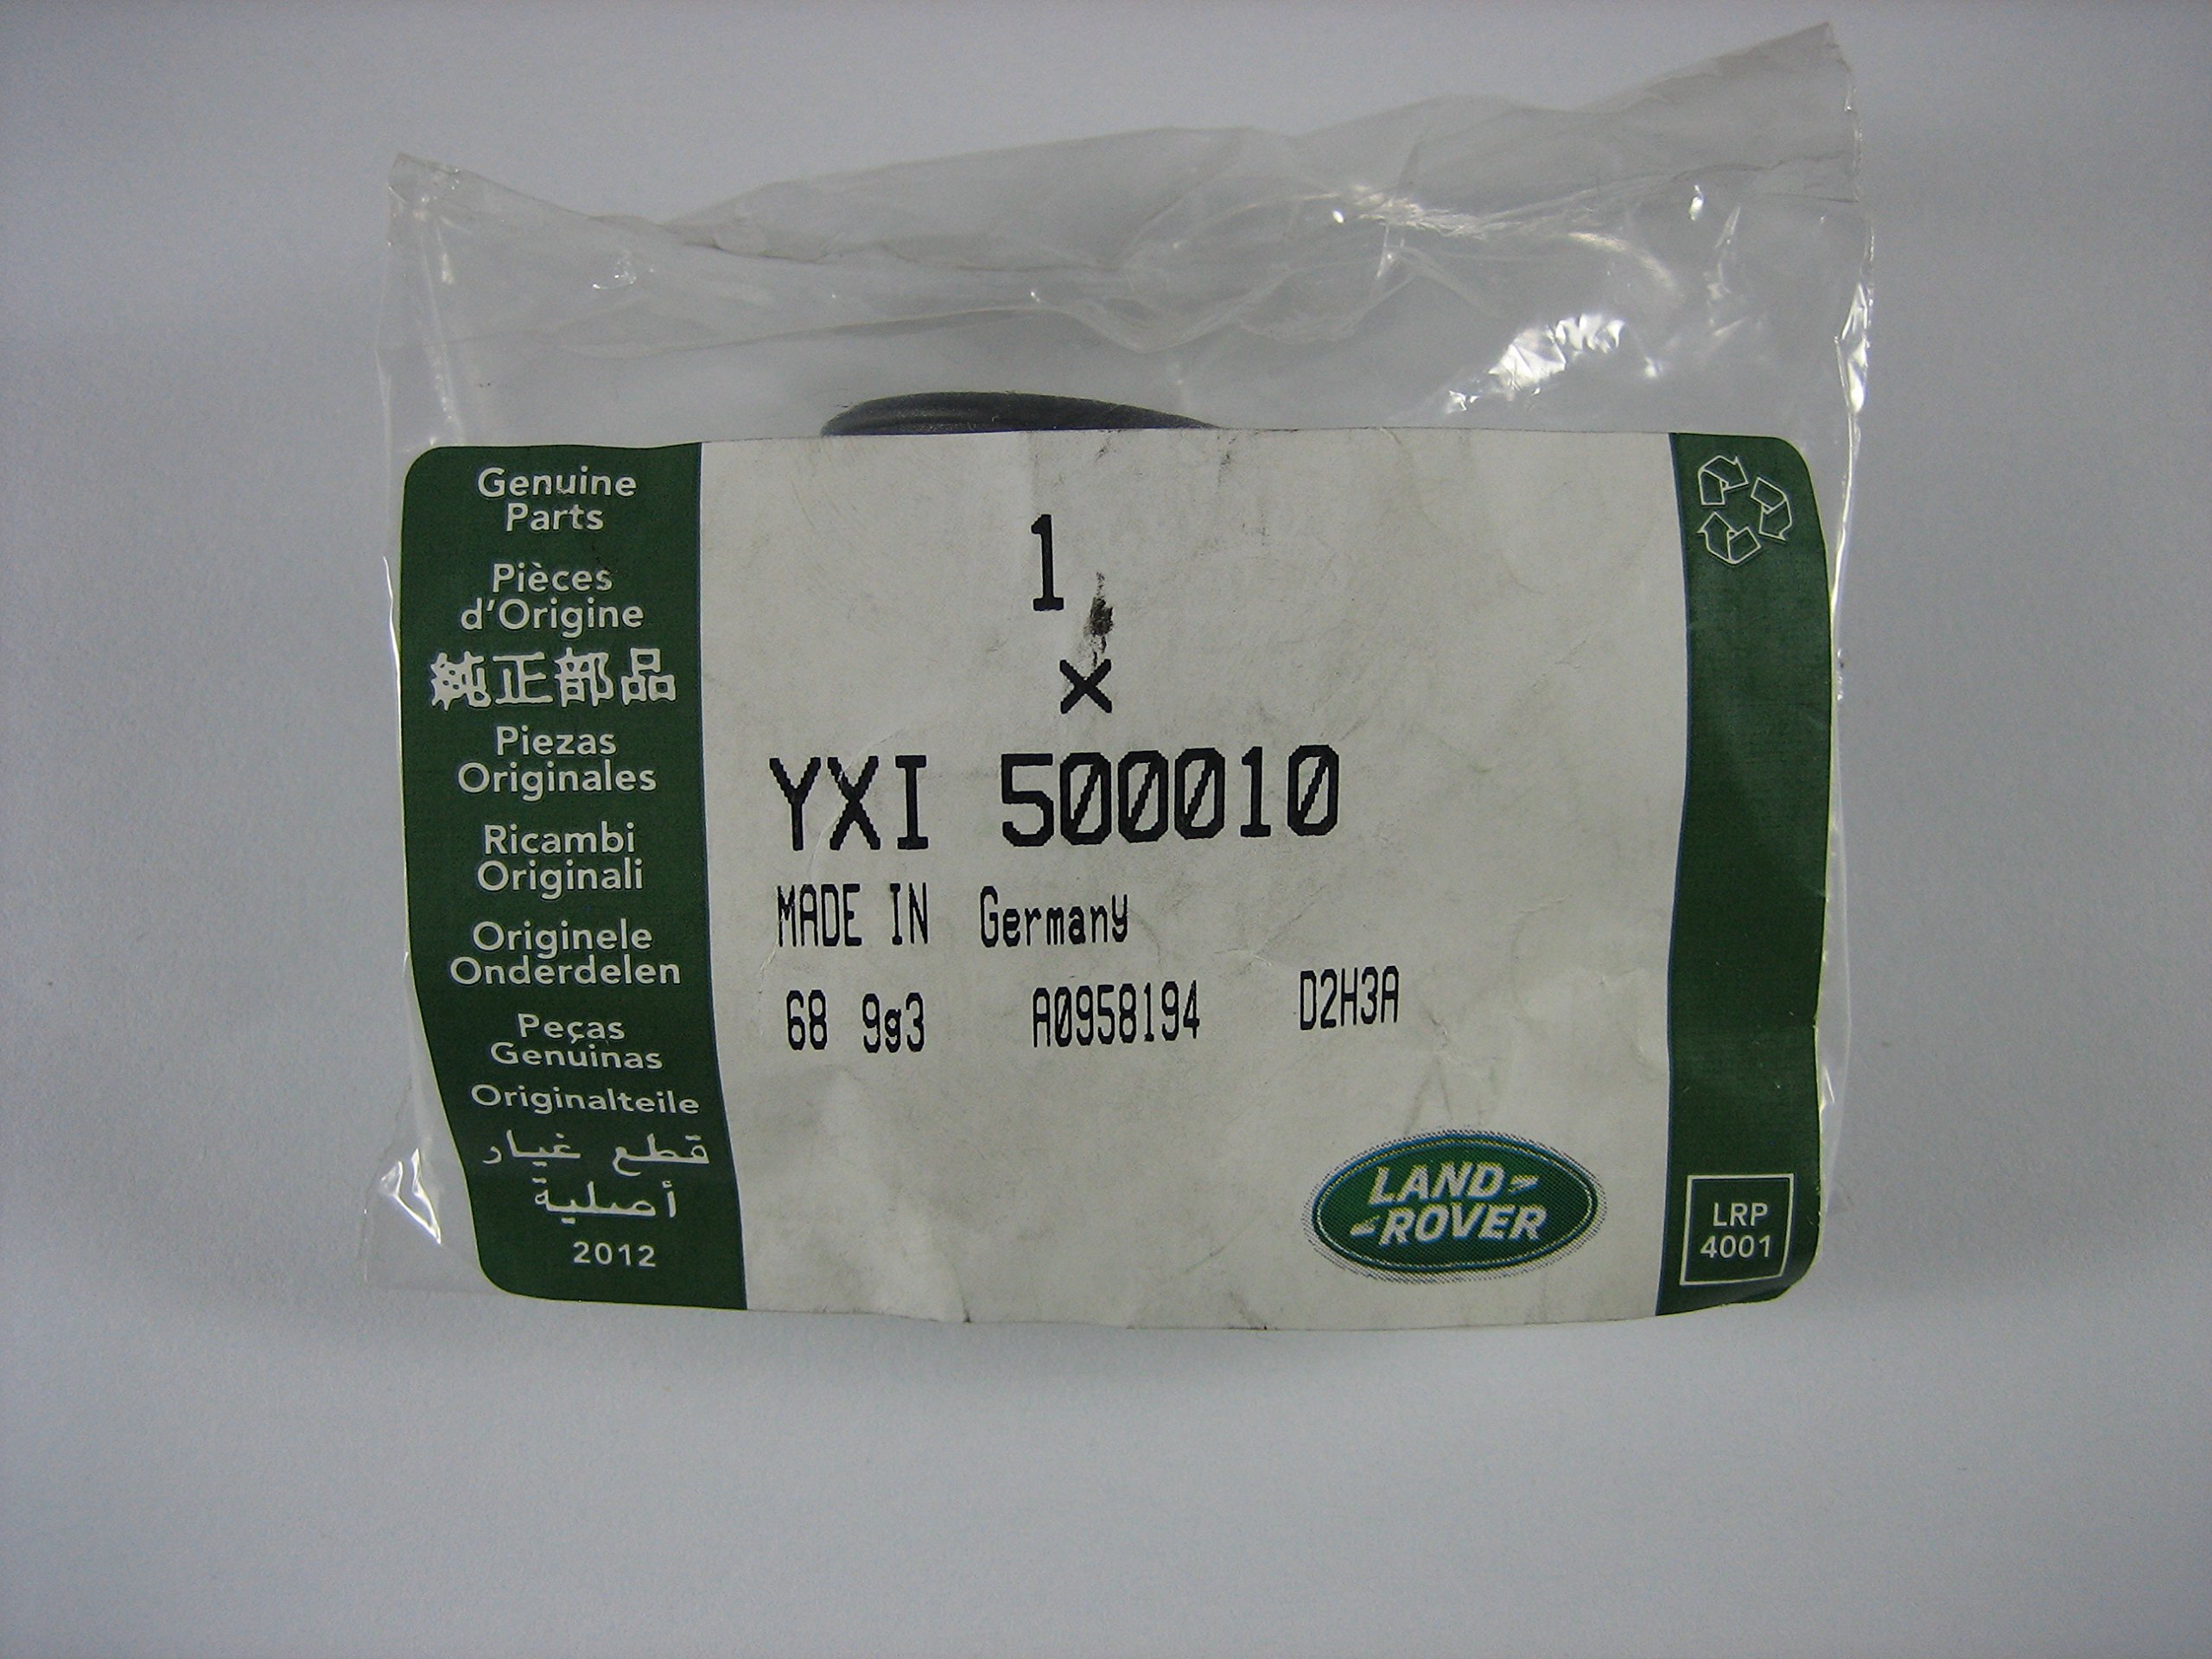 Genuine
Parts
Pièces
d'Origine
純正部品
Piezas
Originales
Ricambi
Originali
Originele
Onderdelen
Peças
Genuinas
Originalteile
قطع غيار
أصلية
2012
1
×
YXI 500010
MADE IN Germany
68 9g3 A0958194 D2H3A
LAND-
-ROVER
LRP
4001